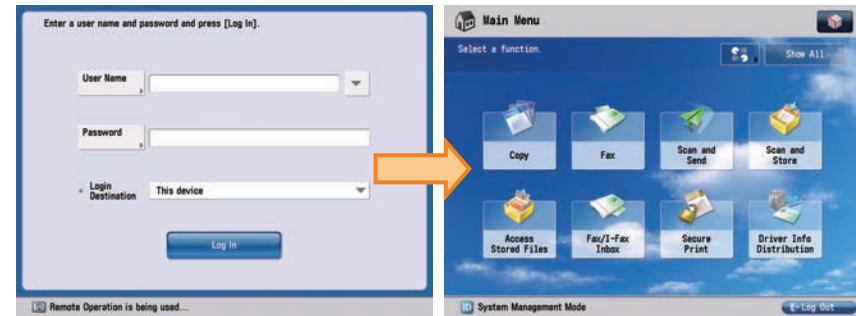 Enter a user name and password and press [Log In].
User Name
Password
Login
Destination
This device
Log In
Remote Operation is being used...
Main Menu
Select a function.
Show All
Copy
Fax
Scan and
Send
Scan and
Store
Access
Stored Files
Fax/I-Fax
Inbox
Secure
Print
Driver Info
Distribution
ID
System Management Mode
Log Out